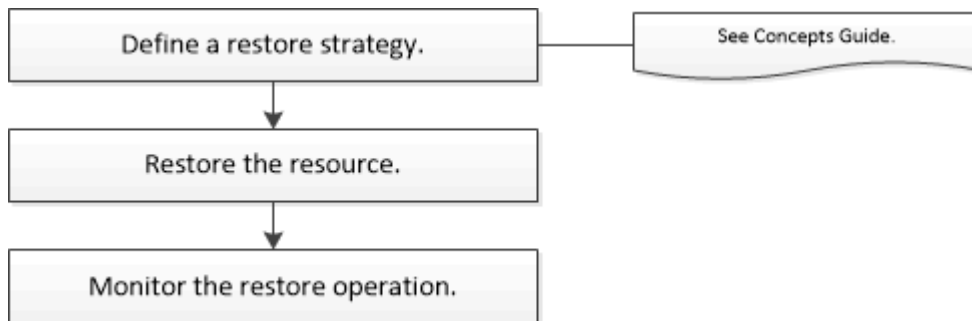 Define a restore strategy.
See Concepts Guide.
Restore the resource.
Monitor the restore operation.